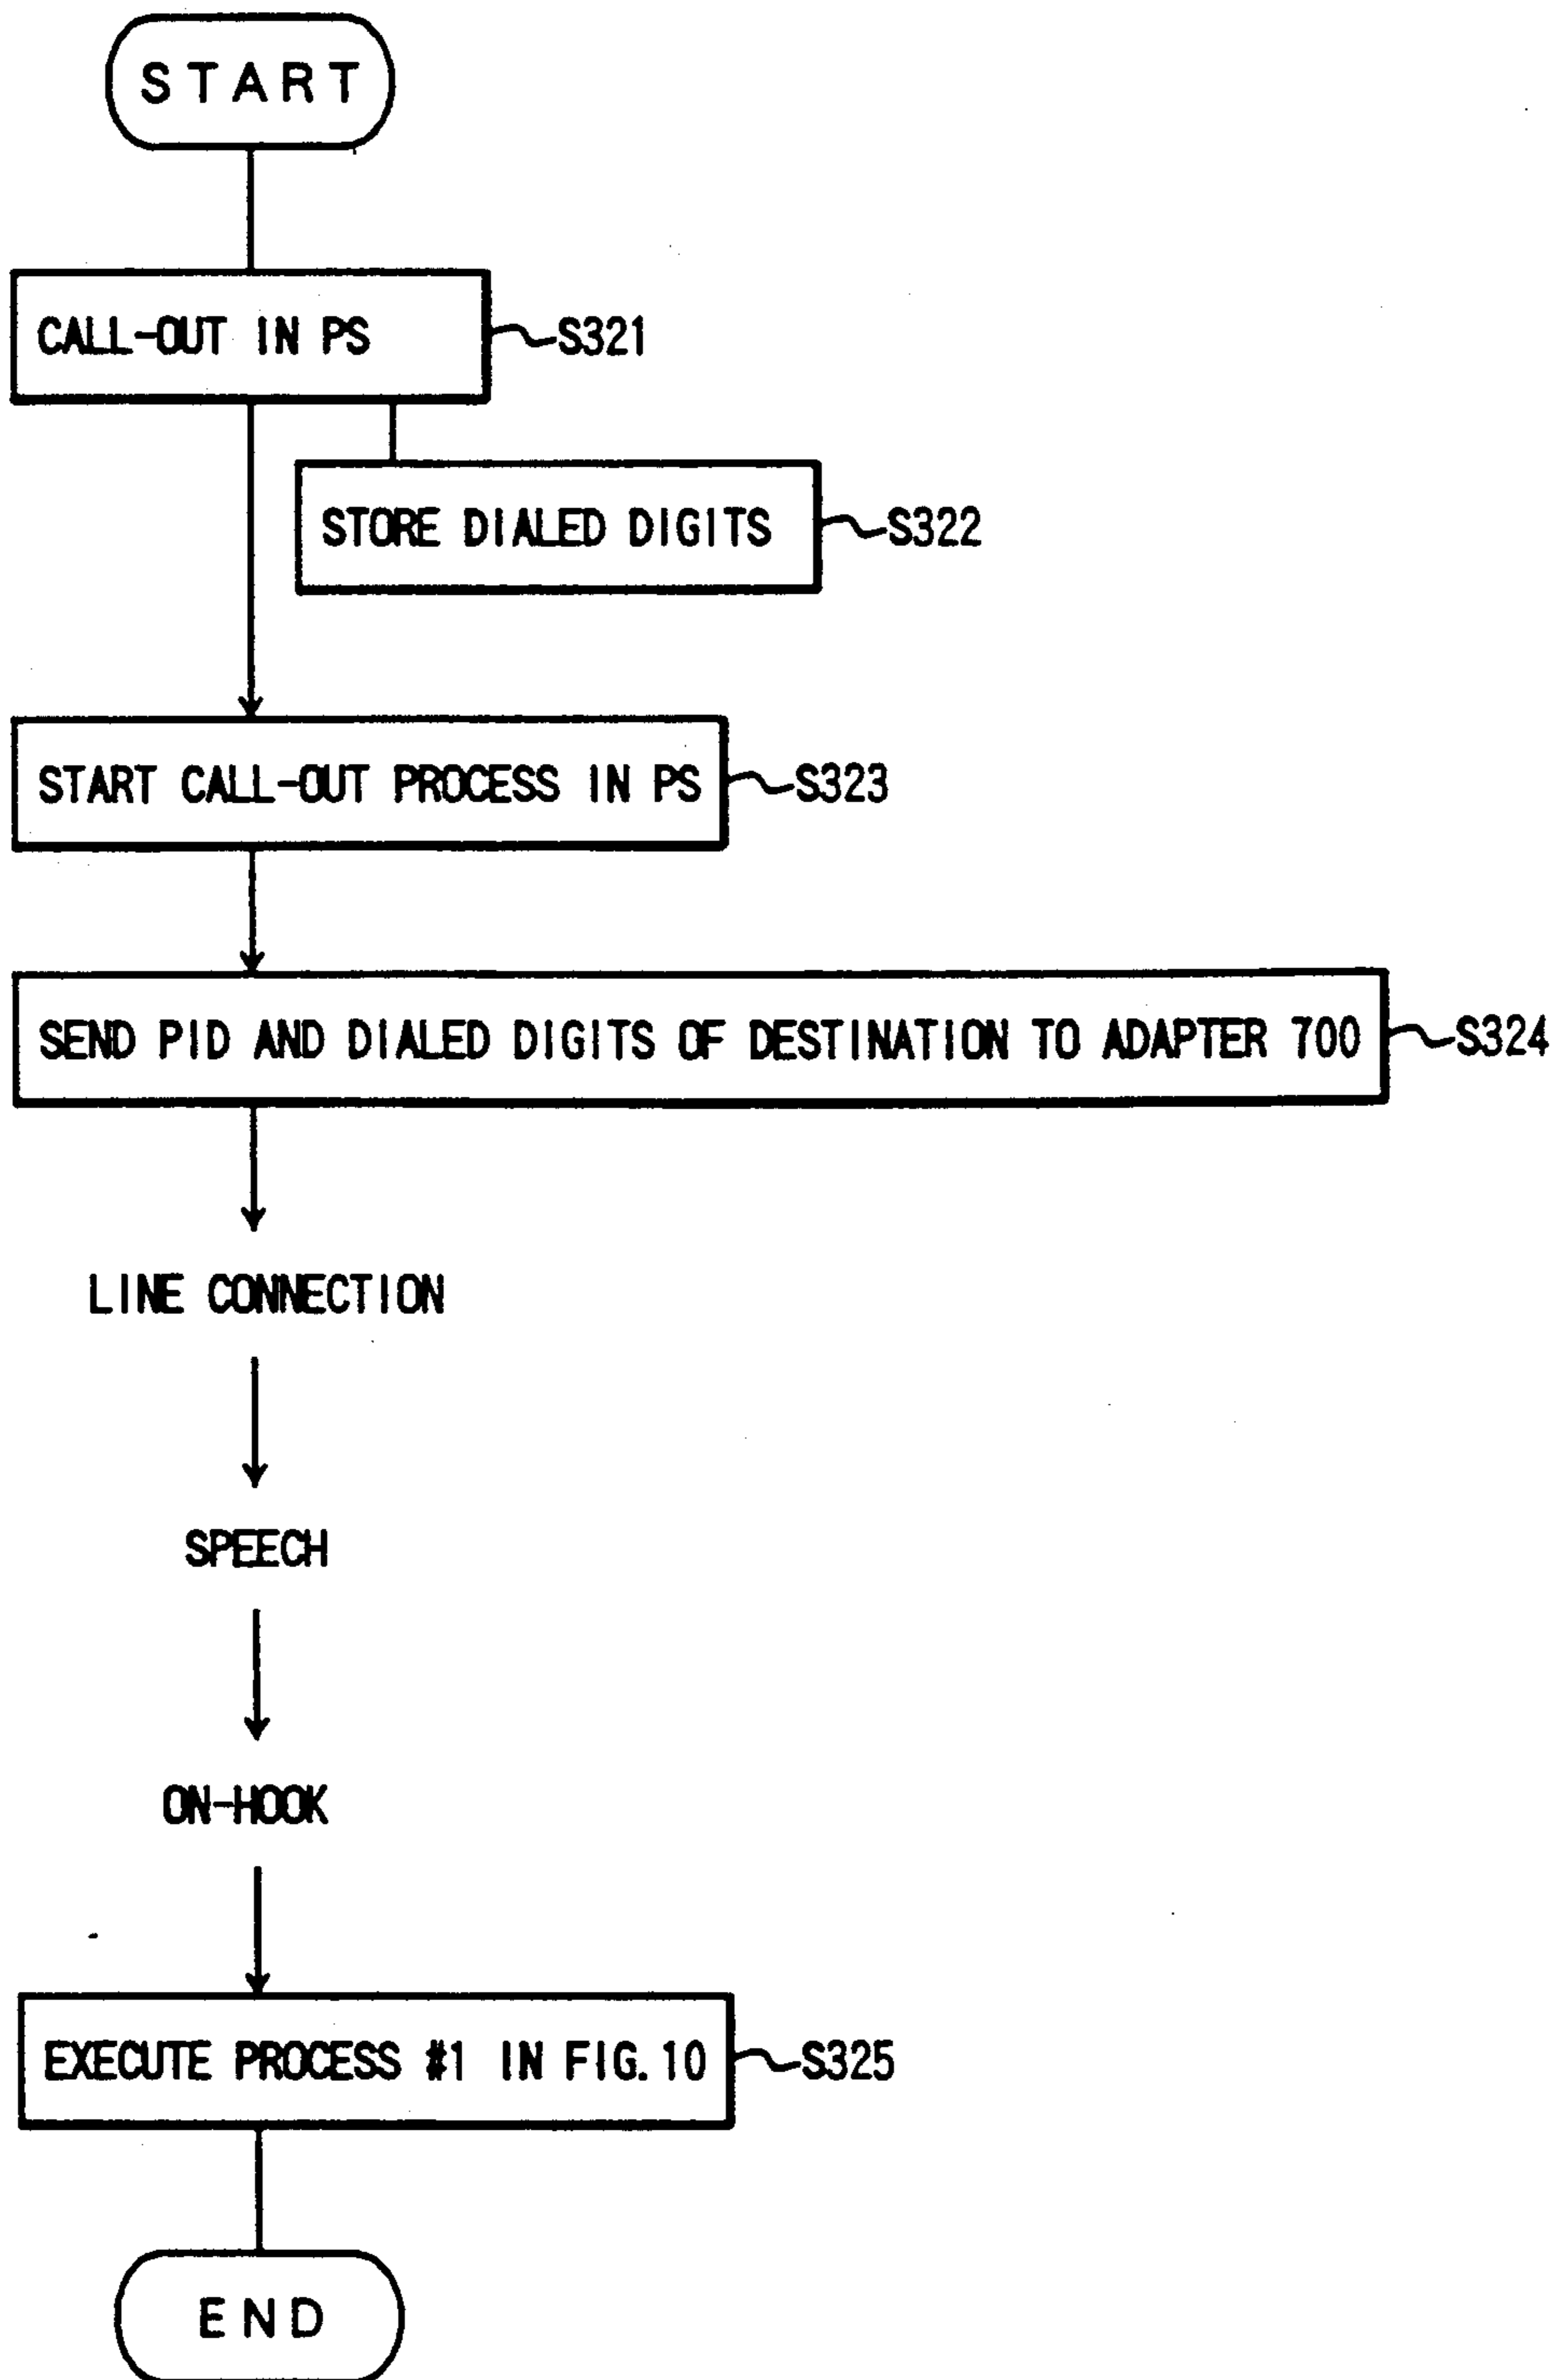 START
CALL-OUT IN PS
S321
STORE DIALED DIGITS
S322
START CALL-OUT PROCESS IN PS
S323
SEND PID AND DIALED DIGITS OF DESTINATION TO ADAPTER 700
S324
LINE CONNECTION
SPEECH
ON-HOOK
EXECUTE PROCESS #1 IN FIG.10
S325
END